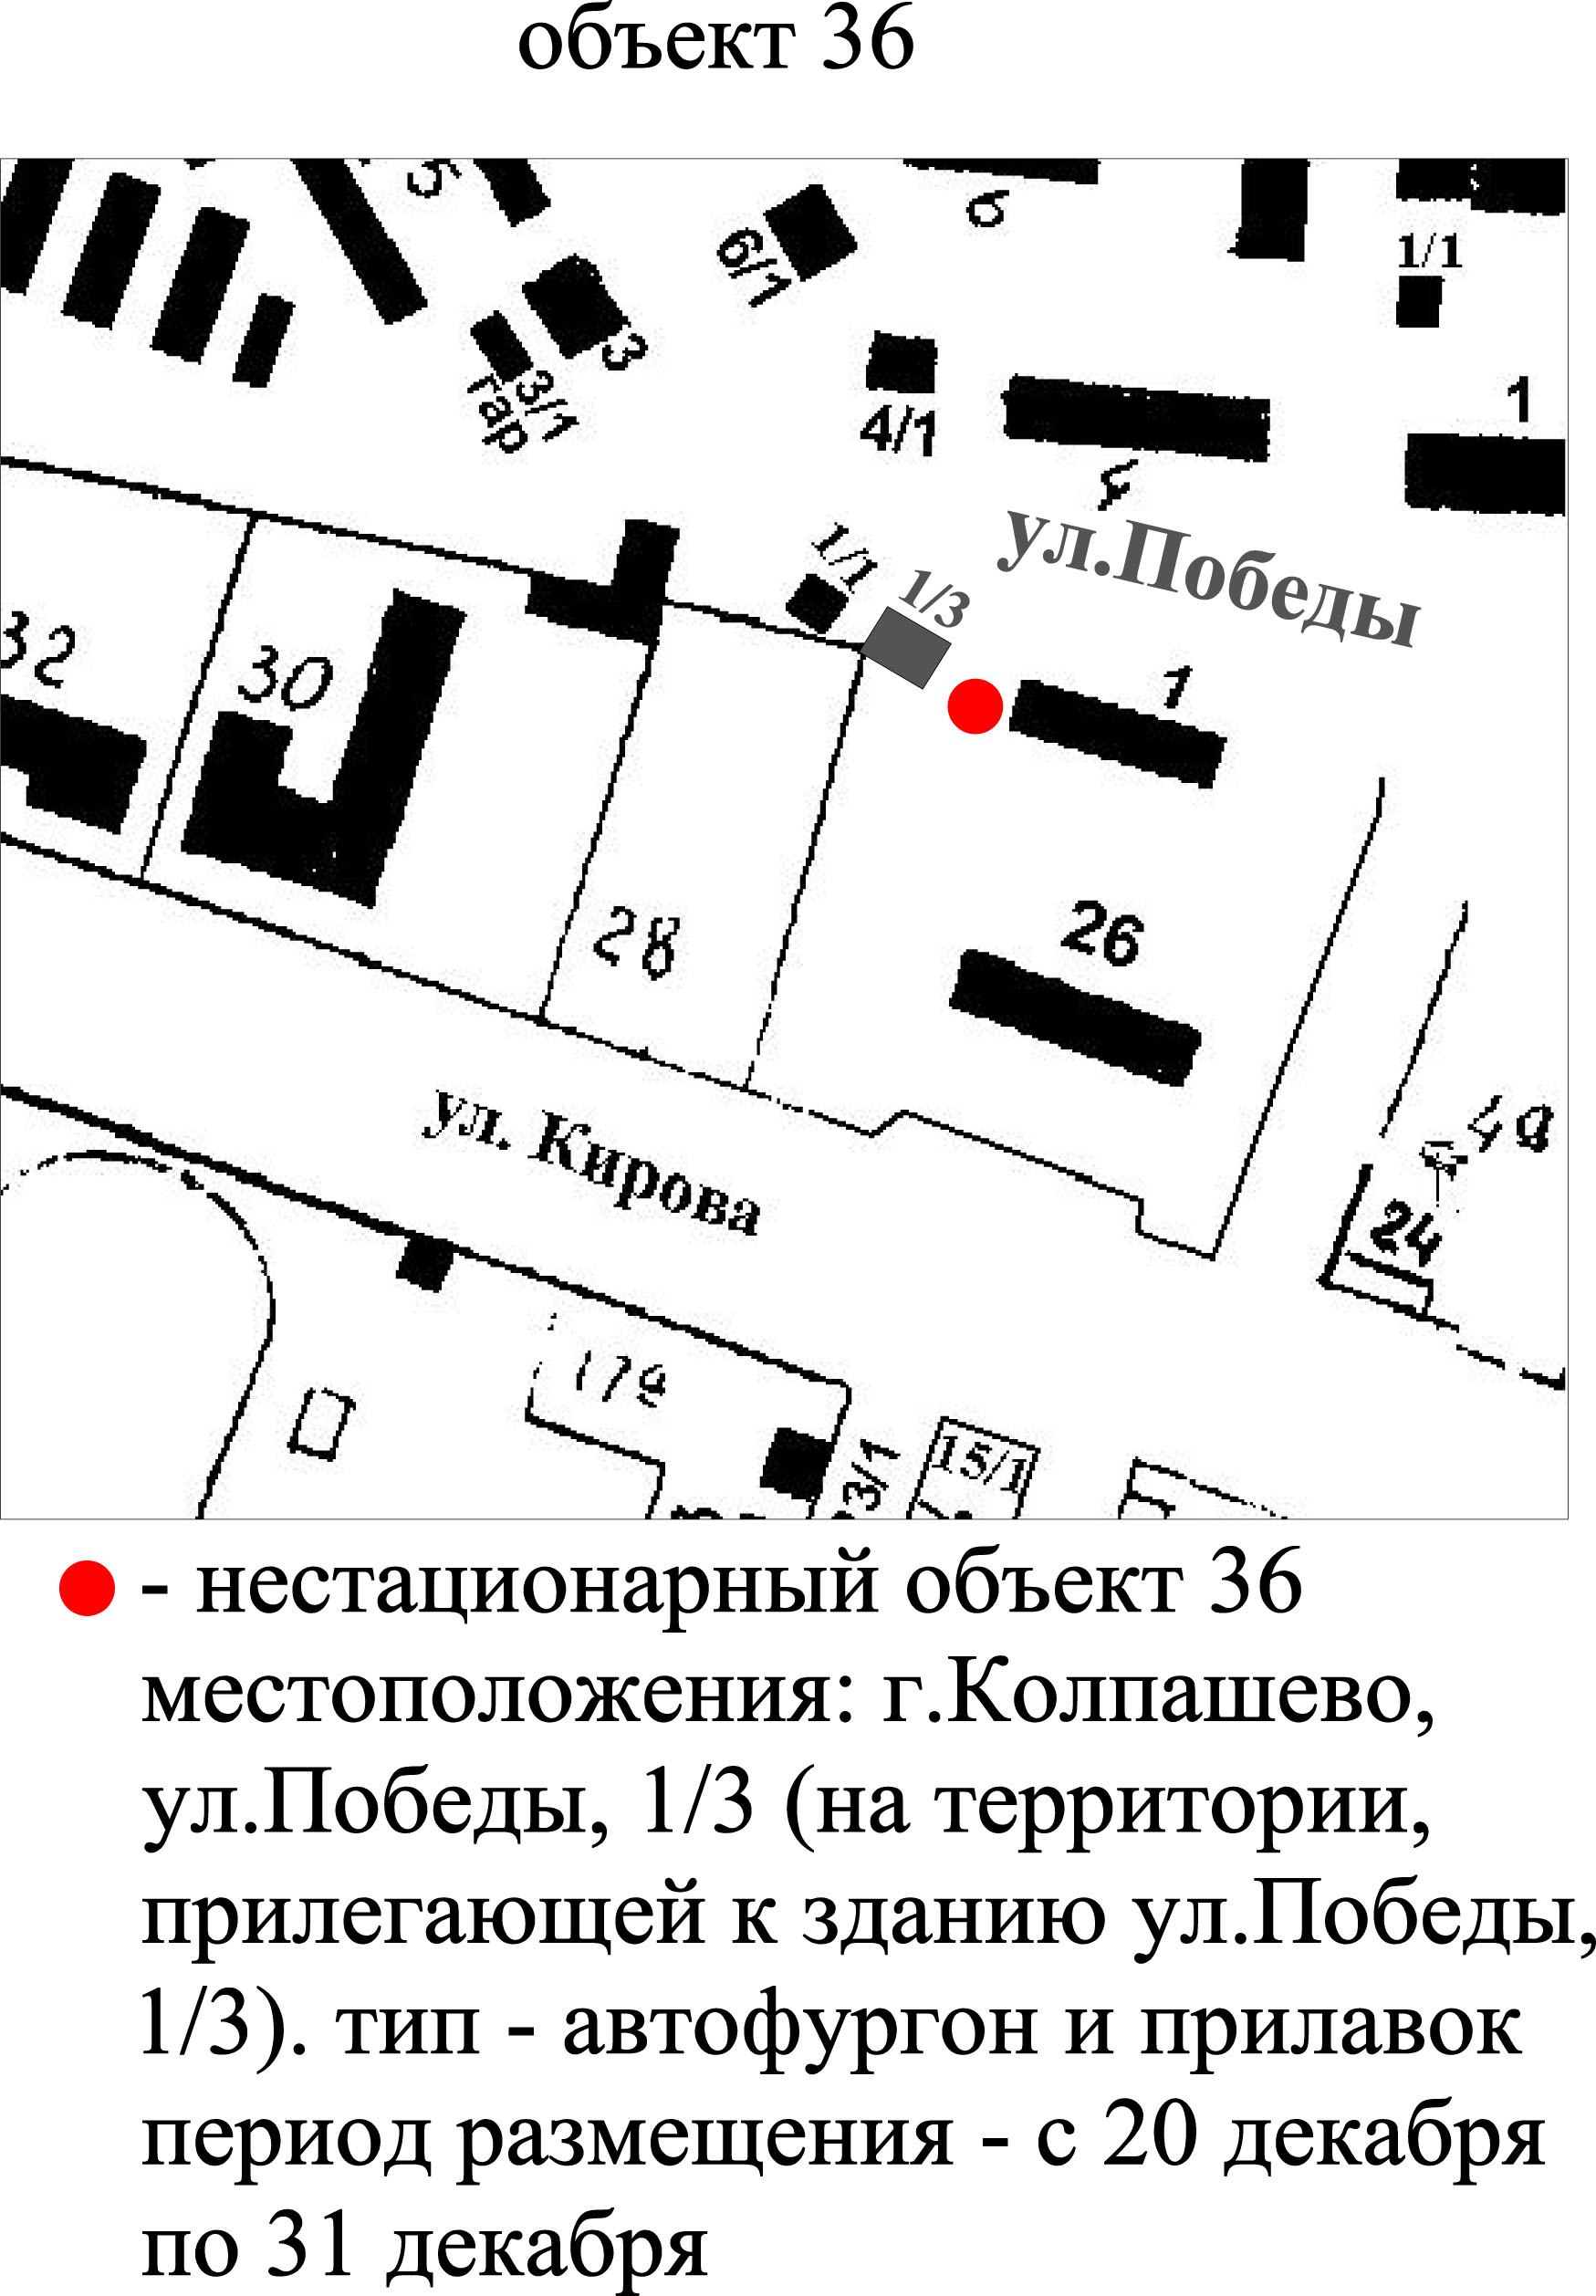 объект 36
5
6
6/1
1/1
3
3/1
гар
4/1
4
1
ул.Победы
1/1
1/3
32
30
1
28
26
ул. Кирова
24
17а
3/1
15/1
- нестационарный объект 36
местоположения: г.Колпашево,
ул.Победы, 1/3 (на территории,
прилегающей к зданию ул.Победы,
1/3). тип - автофургон и прилавок
период размещения - с 20 декабря
по 31 декабря